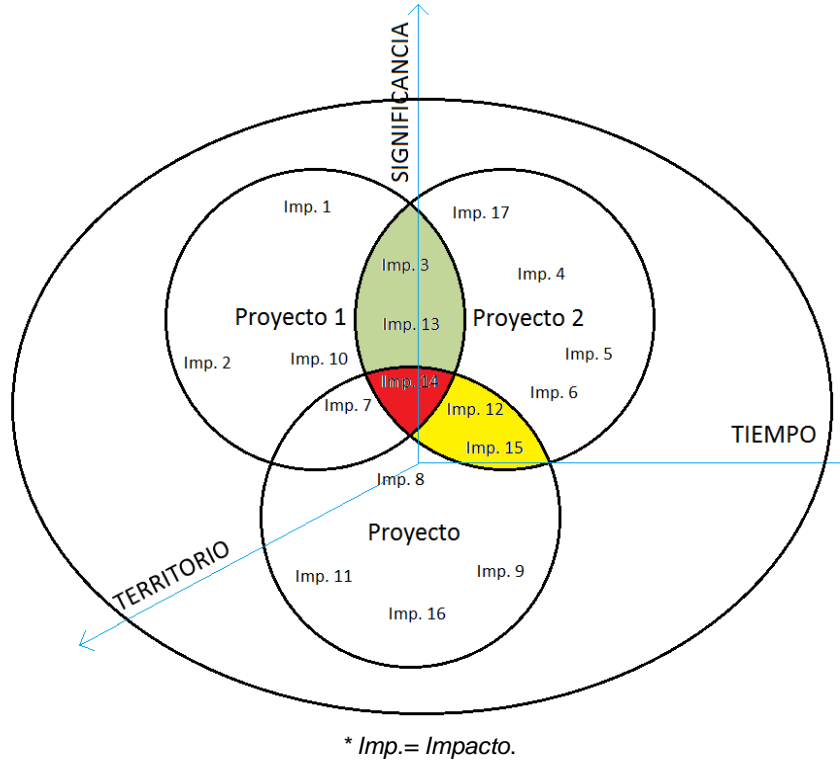 SIGNIFICANCIA
Imp. 1
Imp. 17
Imp. 3
Imp. 4
Proyecto 1
Imp. 13
Proyecto 2
Imp. 2
Imp. 10
Imp. 5
Imp. 14
Imp. 6
Imp. 7
Imp. 12
TIEMPO
Imp. 15
Imp. 8
Proyecto
TERRITORIO
Imp. 11
Imp. 9
Imp. 16
* Imp.= Impacto.